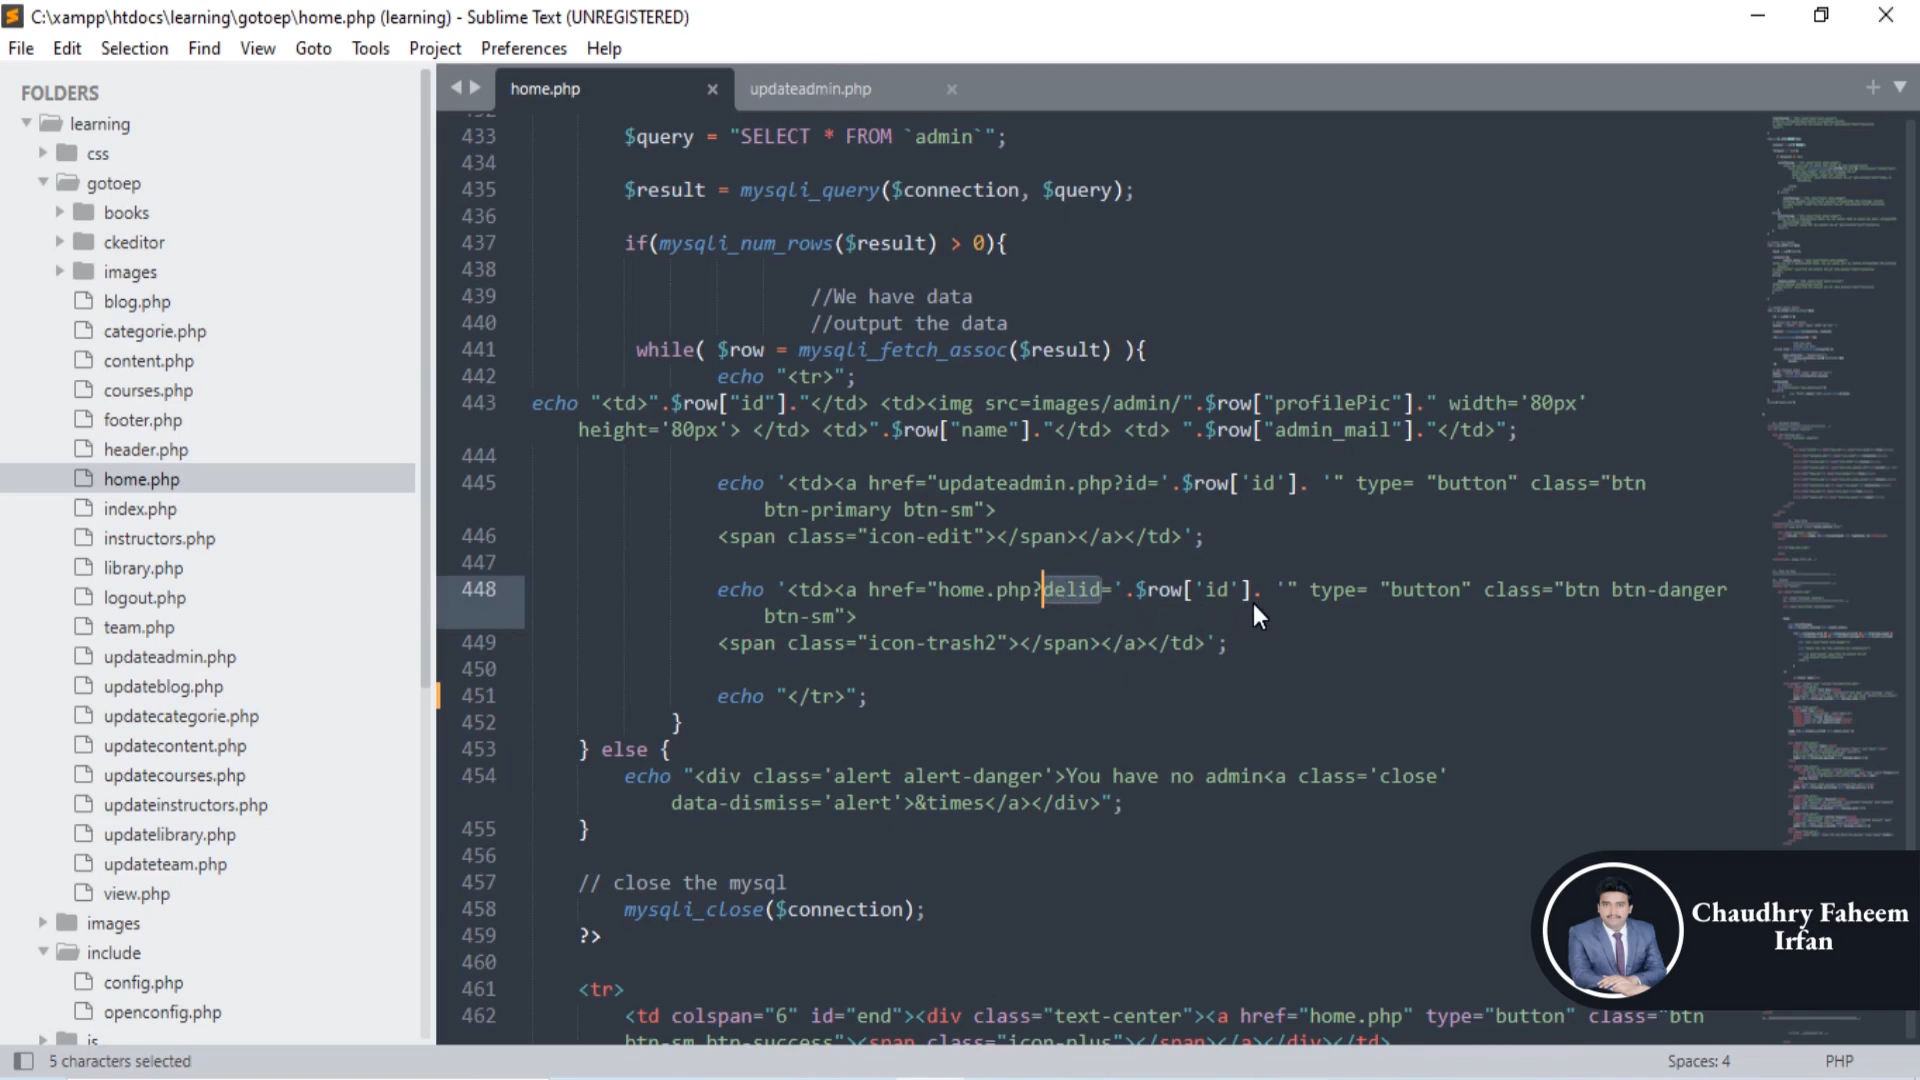 C:\xampp\htdocs\learning\gotoep\home.php (learning) - Sublime Text (UNREGISTERED)
File Edit Selection Find View Goto Tools Project Preferences Help
FOLDERS
learning
css
gotoep
books
ckeditor
images
blog.php
categorie.php
content.php
courses.php
footer.php
header.php
home.php
index.php
instructors.php
library.php
logout.php
team.php
updateadmin.php
updateblog.php
updatecategorie.php
updatecontent.php
updatecourses.php
updateinstructors.php
updatelibrary.php
updateteam.php
view.php
images
include
config.php
openconfig.php
js
home.php updateadmin.php
433 $query = "SELECT * FROM `admin`";
434
435 $result = mysqli_query($connection, $query);
436
437 if(mysqli_num_rows($result) > 0){
438
439 //We have data
440 //output the data
441 while( $row = mysqli_fetch_assoc($result) ){
442 echo "<tr>";
443 echo "<td>".$row["id"]."</td> <td><img src=images/admin/".$row["profilePic"]." width='80px'
height='80px'> </td> <td>".$row["name"]."</td> <td> ".$row["admin_mail"]."</td>";
444
445 echo '<td><a href="updateadmin.php?id='.$row['id']. '" type= "button" class="btn
btn-primary btn-sm">
446 <span class="icon-edit"></span></a></td>';
447
448 echo '<td><a href="home.php?delid='.$row['id']. '" type= "button" class="btn btn-danger
btn-sm">
449 <span class="icon-trash2"></span></a></td>';
450
451 echo "</tr>";
452 }
453 } else {
454 echo "<div class='alert alert-danger'>You have no admin<a class='close'
data-dismiss='alert'>&times</a></div>";
455 }
456
457 // close the mysql
458 mysqli_close($connection);
459 ?>
460
461 <tr>
462 <td colspan="6" id="end"><div class="text-center"><a href="home.php" type="button" class="btn
btn-sm btn-success"><span class="icon-plus"></span></a></div></td>
Chaudhry Faheem
Irfan
5 characters selected
Spaces: 4
PHP